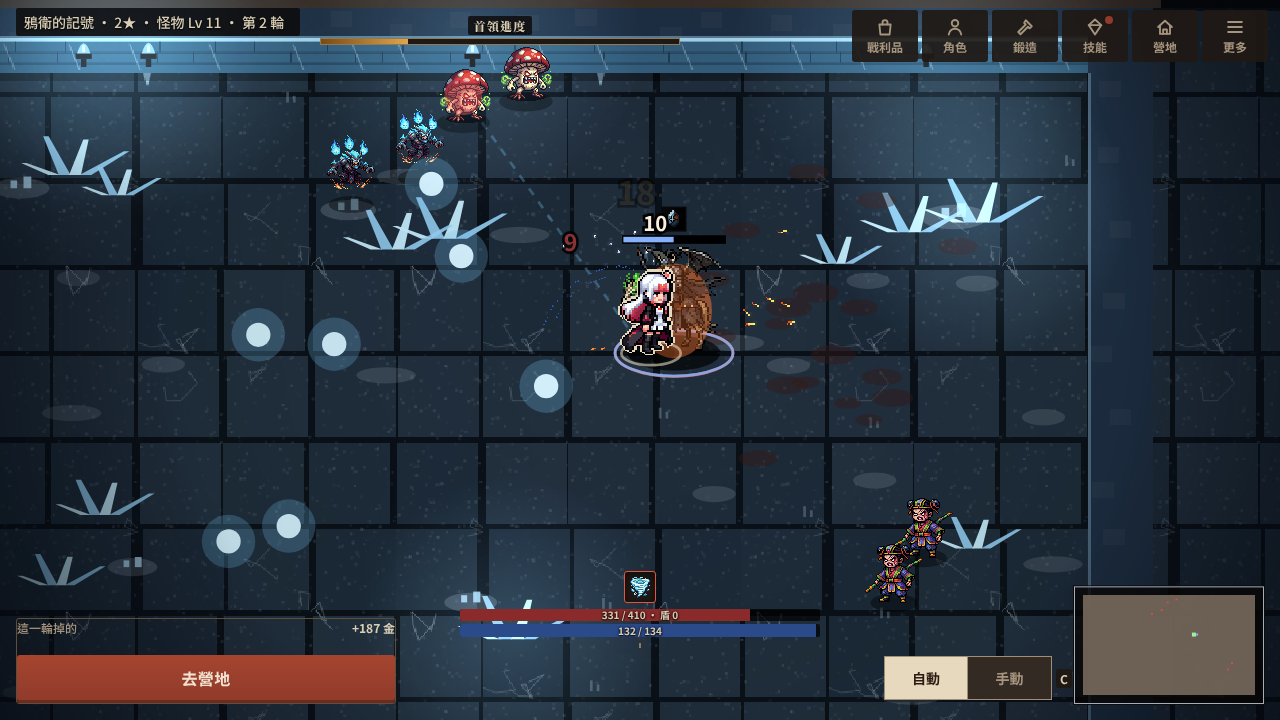 鴉衛的記號 · 2★ · 怪物 Lv 11 · 第 2 輪
首領進度
戰利品
角色
鍛造
技能
營地
更多
18
10
9
331 / 410 · 盾 0
132 / 134
這一輪掉的
+187 金
去營地
自動
手動
C